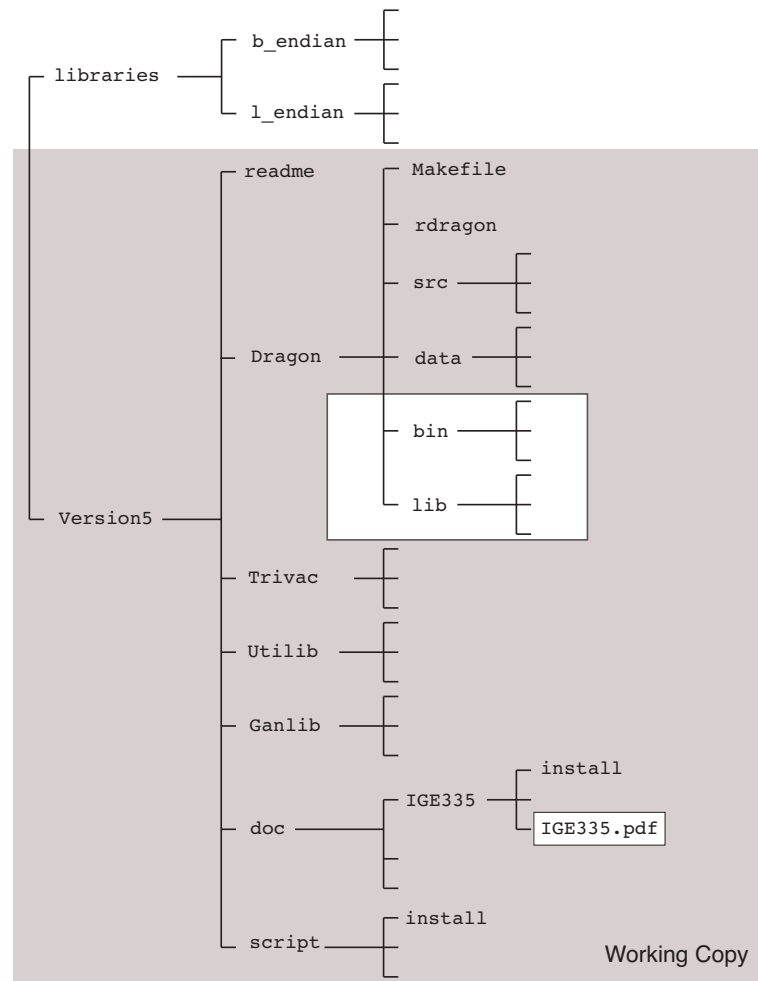 b_endian
libraries
l_endian
readme
Makefile
rdragon
src
Dragon
data
bin
lib
Version5
Trivac
Utilib
Ganlib
install
IGE335
doc
IGE335.pdf
install
script
Working Copy